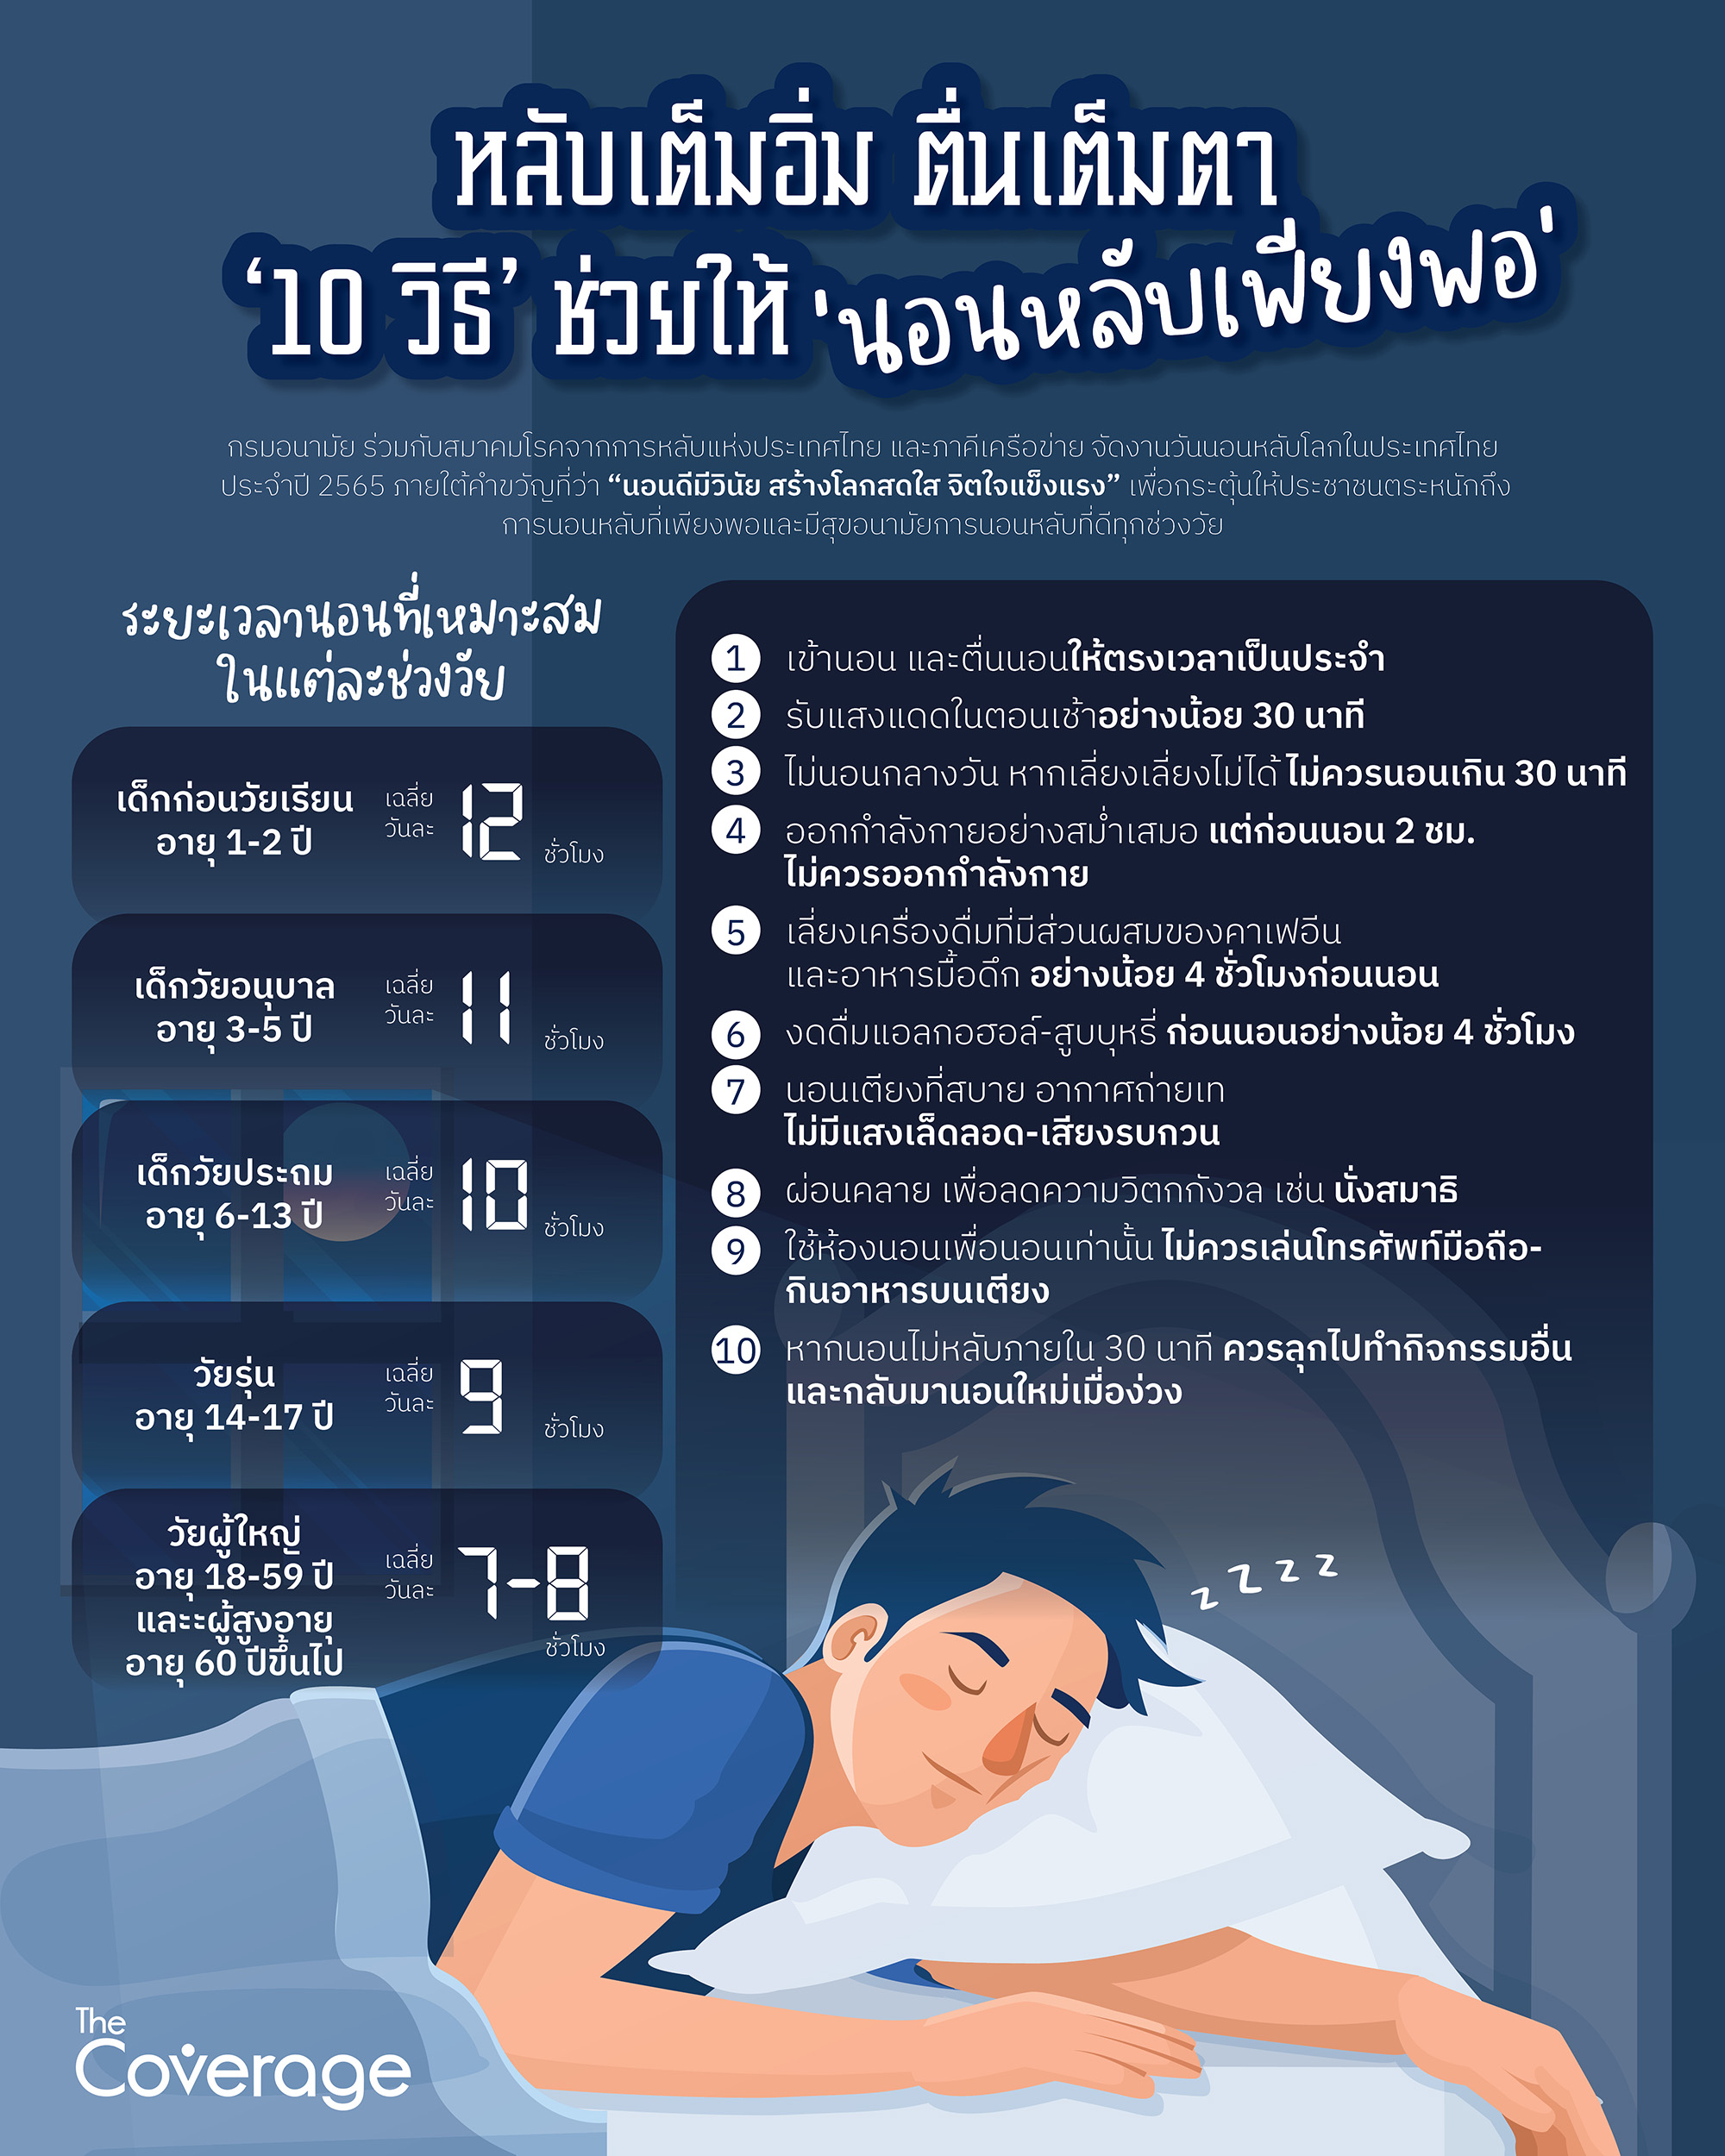 หลับเต็มอิ่ม ตื่นเต็มตา
‘10 วิธี’ ช่วยให้ ‘นอนหลับเพียงพอ’
กรมอนามัย ร่วมกับสมาคมโรคจากการหลับแห่งประเทศไทย และภาคีเครือข่าย จัดงานวันนอนหลับโลกในประเทศไทย
ประจำปี 2565 ภายใต้คำขวัญที่ว่า “นอนดีมีวินัย สร้างโลกสดใส จิตใจแข็งแรง” เพื่อกระตุ้นให้ประชาชนตระหนักถึง
การนอนหลับที่เพียงพอและมีสุขอนามัยการนอนหลับที่ดีทุกช่วงวัย
ระยะเวลานอนที่เหมาะสม
ในแต่ละช่วงวัย
เด็กก่อนวัยเรียน
อายุ 1-2 ปี
เฉลี่ย
วันละ
12
ชั่วโมง
เด็กวัยอนุบาล
อายุ 3-5 ปี
เฉลี่ย
วันละ
11
ชั่วโมง
เด็กวัยประถม
อายุ 6-13 ปี
เฉลี่ย
วันละ
10
ชั่วโมง
วัยรุ่น
อายุ 14-17 ปี
เฉลี่ย
วันละ
9
ชั่วโมง
วัยผู้ใหญ่
อายุ 18-59 ปี
และะผู้สูงอายุ
อายุ 60 ปีขึ้นไป
เฉลี่ย
วันละ
7-8
ชั่วโมง
1 เข้านอน และตื่นนอนให้ตรงเวลาเป็นประจำ
2 รับแสงแดดในตอนเช้าอย่างน้อย 30 นาที
3 ไม่นอนกลางวัน หากเลี่ยงเลี่ยงไม่ได้ ไม่ควรนอนเกิน 30 นาที
4 ออกกำลังกายอย่างสม่ำเสมอ แต่ก่อนนอน 2 ชม.
ไม่ควรออกกำลังกาย
5 เลี่ยงเครื่องดื่มที่มีส่วนผสมของคาเฟอีน
และอาหารมื้อดึก อย่างน้อย 4 ชั่วโมงก่อนนอน
6 งดดื่มแอลกอฮอล์-สูบบุหรี่ ก่อนนอนอย่างน้อย 4 ชั่วโมง
7 นอนเตียงที่สบาย อากาศถ่ายเท
ไม่มีแสงเล็ดลอด-เสียงรบกวน
8 ผ่อนคลาย เพื่อลดความวิตกกังวล เช่น นั่งสมาธิ
9 ใช้ห้องนอนเพื่อนอนเท่านั้น ไม่ควรเล่นโทรศัพท์มือถือ-
กินอาหารบนเตียง
10 หากนอนไม่หลับภายใน 30 นาที ควรลุกไปทำกิจกรรมอื่น
และกลับมานอนใหม่เมื่อง่วง
z z z z
The
Coverage